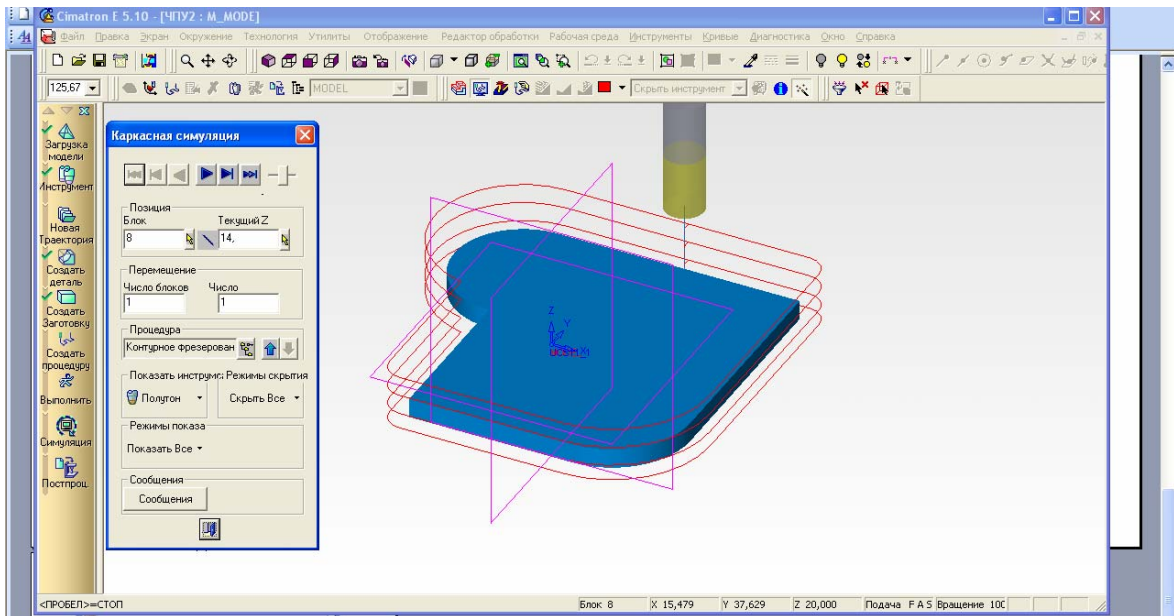 Cimatron E 5.10 - [ЧПУ2 : M_MODE]
Файл Правка Экран Окружение Технология Утилиты Отображение Редактор обработки Рабочая среда Инструменты Кривые Диагностика Окно Справка
125,67 MODEL Скрыть инструмент
Загрузка
модели
Инструмент
Новая
Траектория
Создать
деталь
Создать
Заготовку
Создать
процедуру
Выполнить
Симуляция
Постпроц.
Каркасная симуляция
Позиция
Блок Текущий Z
8 14,
Перемещение
Число блоков Число
1 1
Процедура
Контурное фрезерован
Показать инструмє Режимы скрытия
Полутон Скрыть Все
Режимы показа
Показать Все
Сообщения
Сообщения
Z
Y
X
<ПРОБЕЛ>=СТОП Блок 8 X 15,479 Y 37,629 Z 20,000 Подача F A S Вращение 100